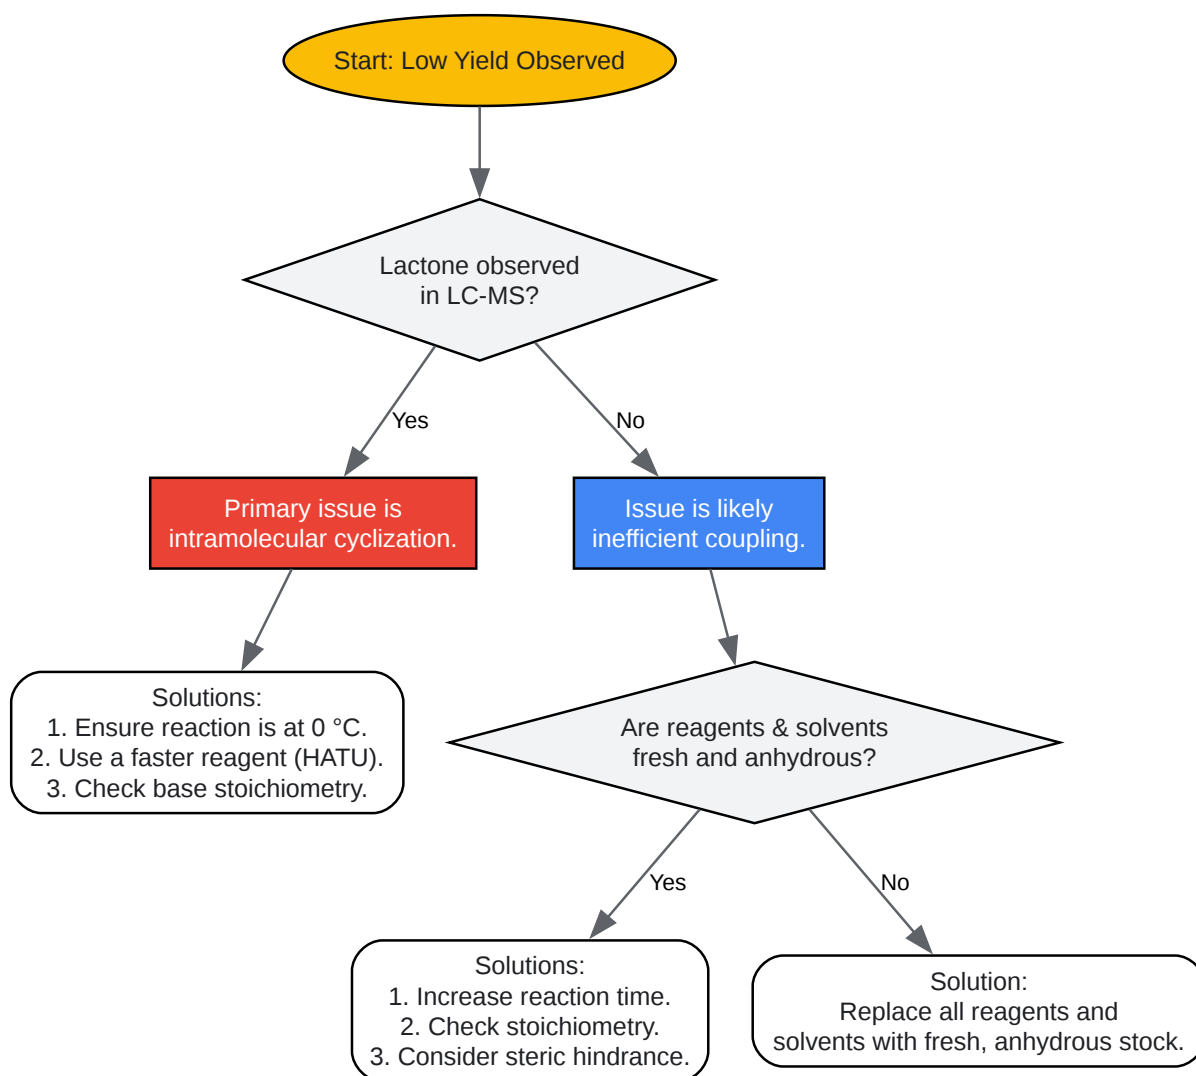 Start: Low Yield Observed
Lactone observed
in LC-MS?
Yes
No
Primary issue is
intramolecular cyclization.
Issue is likely
inefficient coupling.
Solutions:
1. Ensure reaction is at 0 °C.
2. Use a faster reagent (HATU).
3. Check base stoichiometry.
Are reagents & solvents
fresh and anhydrous?
Yes
No
Solutions:
1. Increase reaction time.
2. Check stoichiometry.
3. Consider steric hindrance.
Solution:
Replace all reagents and
solvents with fresh, anhydrous stock.